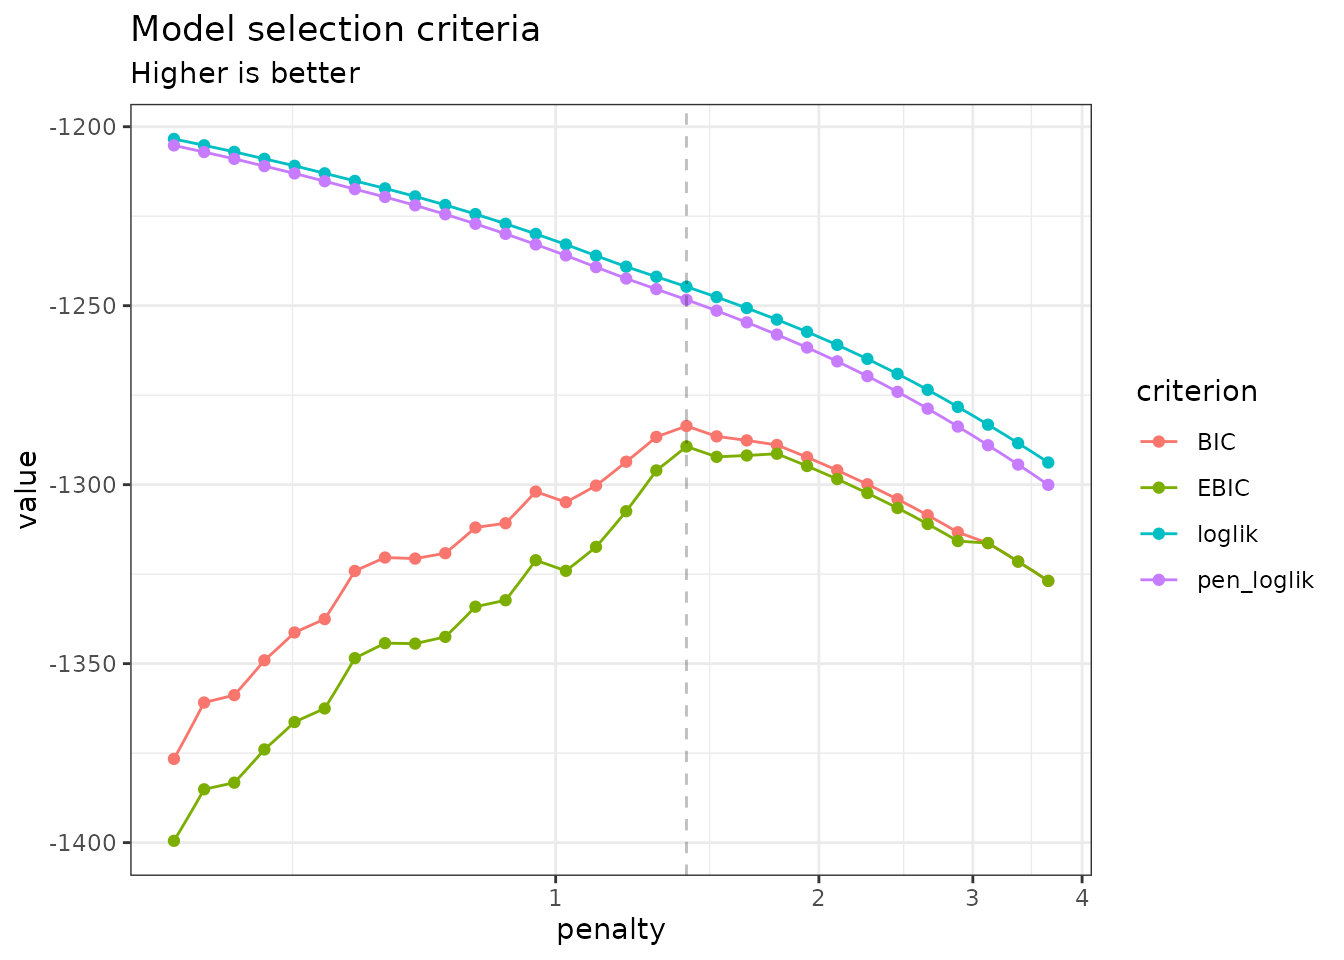 Model selection criteria
Higher is better
value
-1200
-1250
-1300
-1350
-1400
1
2
3
4
penalty
criterion
BIC
EBIC
loglik
pen_loglik